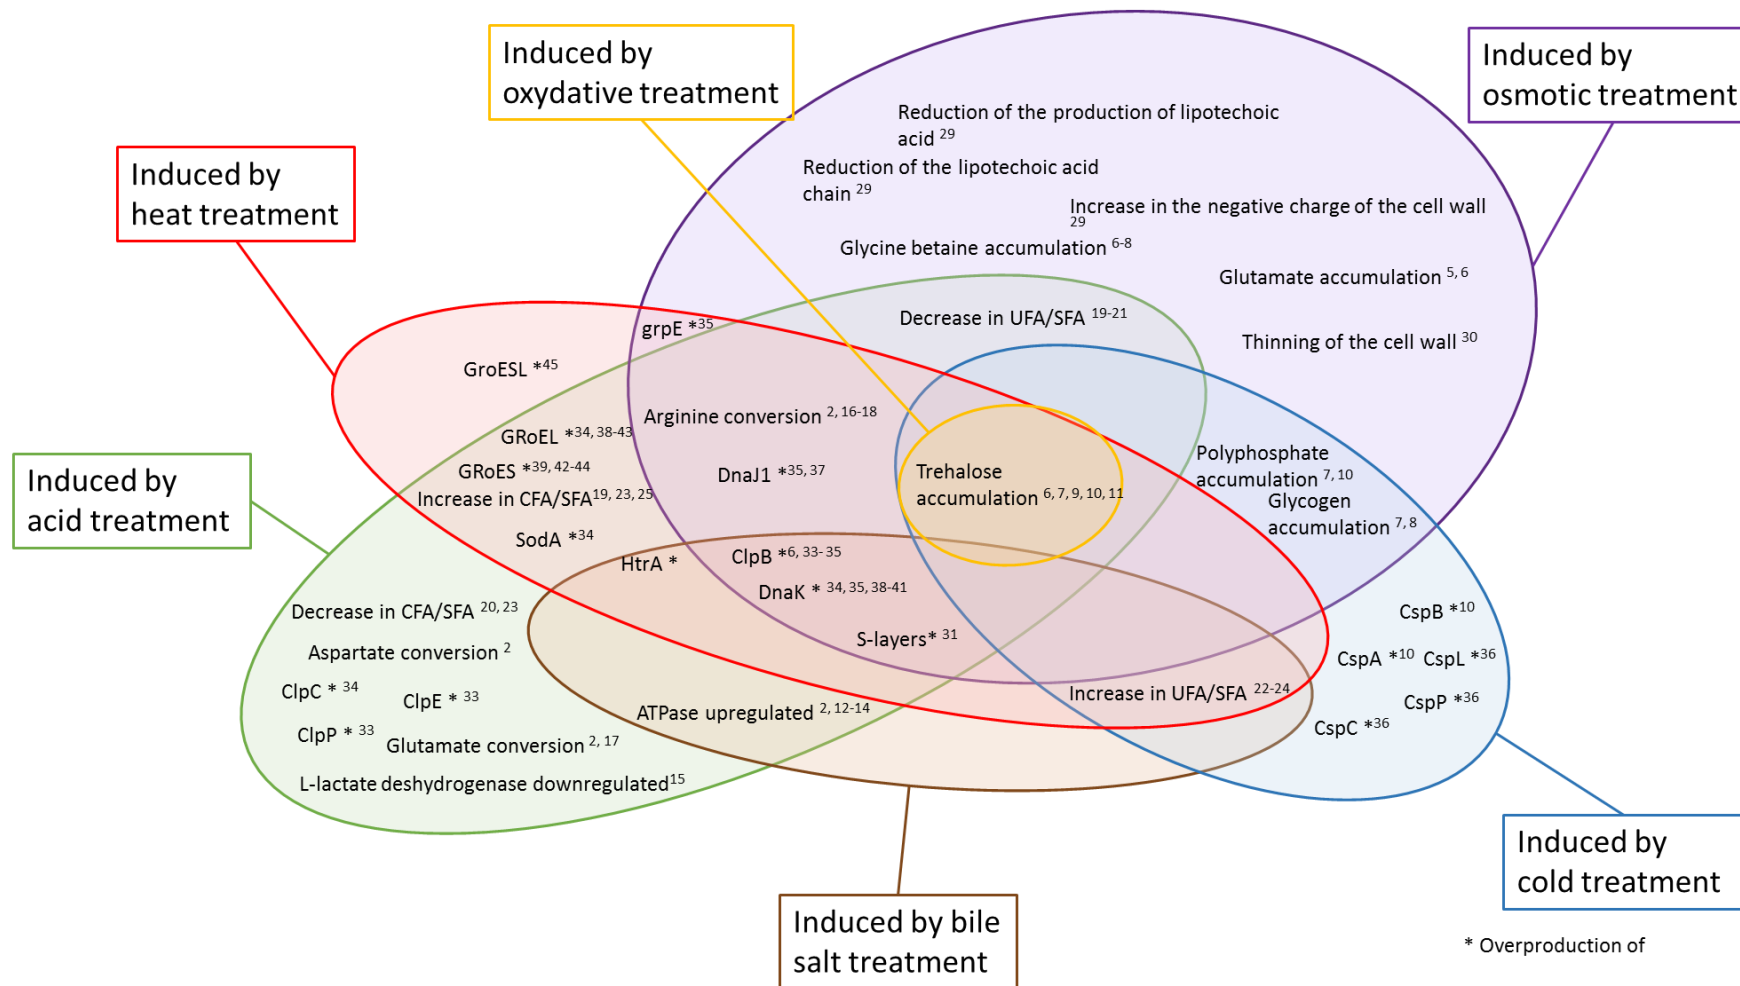 Induced by
oxydative treatment
Induced by
osmotic treatment
Induced by
heat treatment
Induced by
acid treatment
Induced by bile
salt treatment
Induced by
cold treatment
Reduction of the production of lipotechoic
acid 29
Reduction of the lipotechoic acid
chain 29
Increase in the negative charge of the cell wall
29
Glycine betaine accumulation 6-8
Glutamate accumulation 5, 6
Thinning of the cell wall 30
Decrease in UFA/SFA 19-21
grpE *35
GroESL *45
Arginine conversion 2, 16-18
GRoEL *34, 38-43
GRoES *39, 42-44
Increase in CFA/SFA19, 23, 25
SodA *34
DnaJ1 *35, 37
Trehalose
accumulation 6, 7, 9, 10, 11
Polyphosphate
accumulation 7, 10
Glycogen
accumulation 7, 8
HtrA *
ClpB *6, 33- 35
DnaK * 34, 35, 38-41
S-layers* 31
Decrease in CFA/SFA 20, 23
Aspartate conversion 2
ClpC * 34
ClpE * 33
ClpP * 33
Glutamate conversion 2, 17
L-lactate deshydrogenase downregulated15
ATPase upregulated 2, 12-14
Increase in UFA/SFA 22-24
CspB *10
CspA *10
CspL *36
CspP *36
CspC *36
* Overproduction of